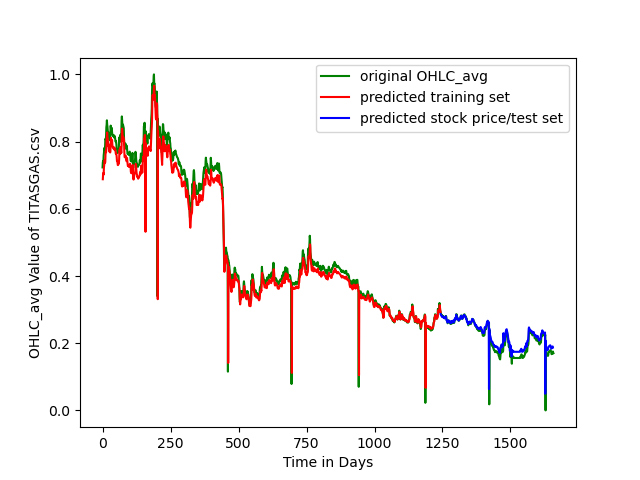 original OHLC_avg
predicted training set
predicted stock price/test set
OHLC_avg Value of TITASGAS.csv
1.0
0.8
0.6
0.4
0.2
0.0
0 250 500 750 1000 1250 1500
Time in Days